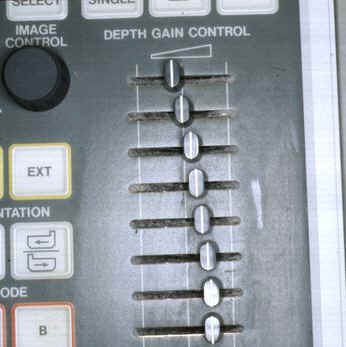 SELECT
SINGLE
IMAGE
CONTROL
DEPTH GAIN CONTROL
EXT
NTATION
ODE
B